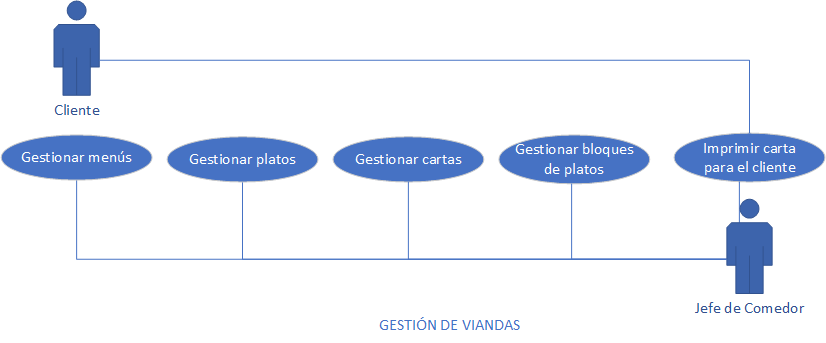 Cliente
Gestionar menús
Gestionar platos
Gestionar cartas
Gestionar bloques
de platos
Imprimir carta
para el cliente
Jefe de Comedor
GESTIÓN DE VIANDAS